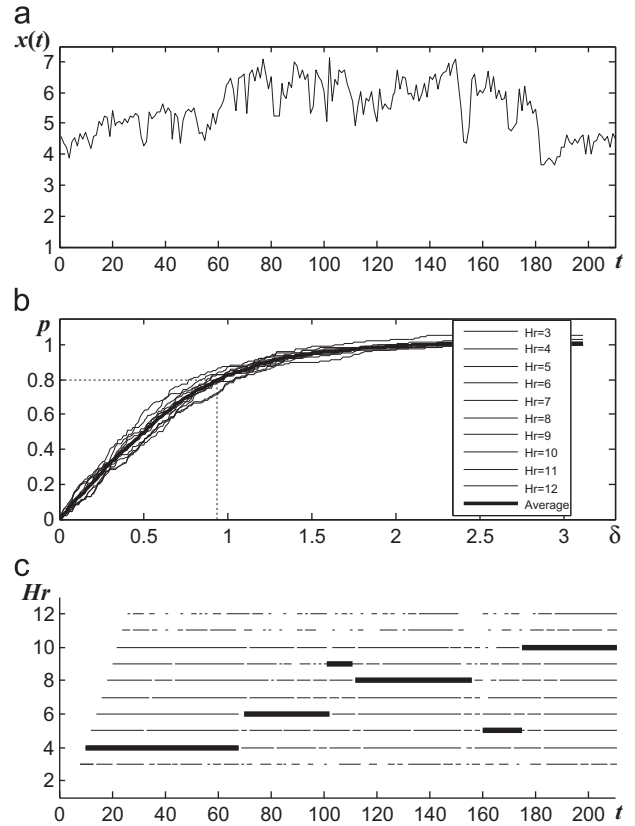 a
x(t)
7
6
5
4
3
2
1
0 20 40 60 80 100 120 140 160 180 200 t
b
p
1
0.8
0.6
0.4
0.2
0
Hr=3
Hr=4
Hr=5
Hr=6
Hr=7
Hr=8
Hr=9
Hr=10
Hr=11
Hr=12
Average
0 0.5 1 1.5 2 2.5 3 δ
c
Hr
12
10
8
6
4
2
0 20 40 60 80 100 120 140 160 180 200 t